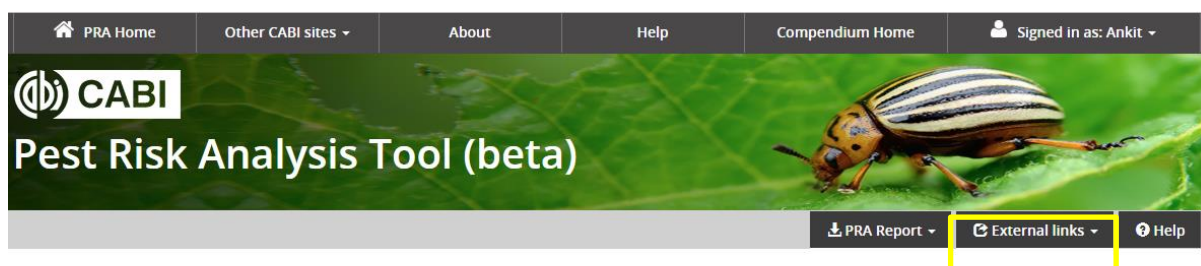 PRA Home Other CABI sites About Help Compendium Home Signed in as: Ankit
CABI
Pest Risk Analysis Tool (beta)
PRA Report External links Help